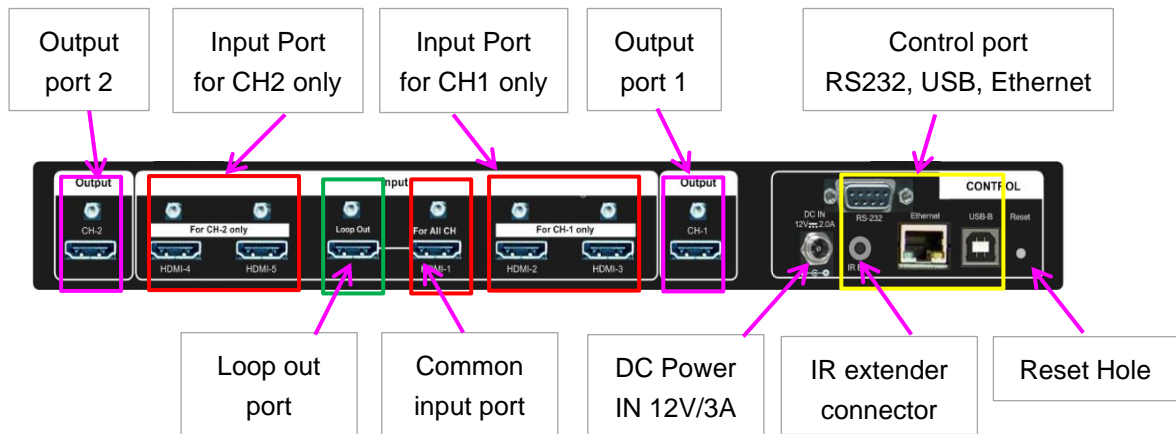 Output
port 2
Input Port
for CH2 only
Input Port
for CH1 only
Output
port 1
Control port
RS232, USB, Ethernet
Output
Input
Output
CONTROL
CH-2
For CH-2 only
Loop Out
For All CH
For CH-1 only
CH-1
DC IN
12V 2.0A
RS-232
Ethernet
USB-B
Reset
HDMI-4
HDMI-5
HDMI-1
HDMI-2
HDMI-3
IR
Loop out
port
Common
input port
DC Power
IN 12V/3A
IR extender
connector
Reset Hole